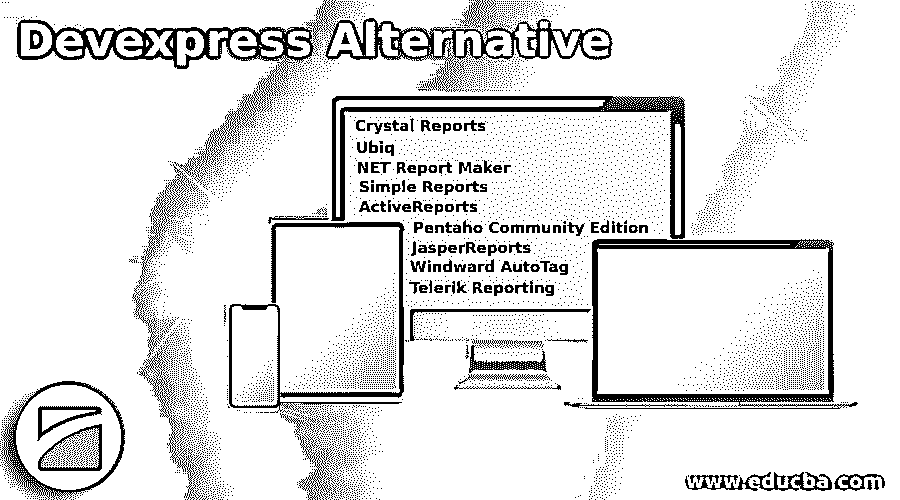 Devexpress Alternative
Crystal Reports
Ubiq
NET Report Maker
Simple Reports
ActiveReports
Pentaho Community Edition
JasperReports
Windward AutoTag
Telerik Reporting
www.educba.com